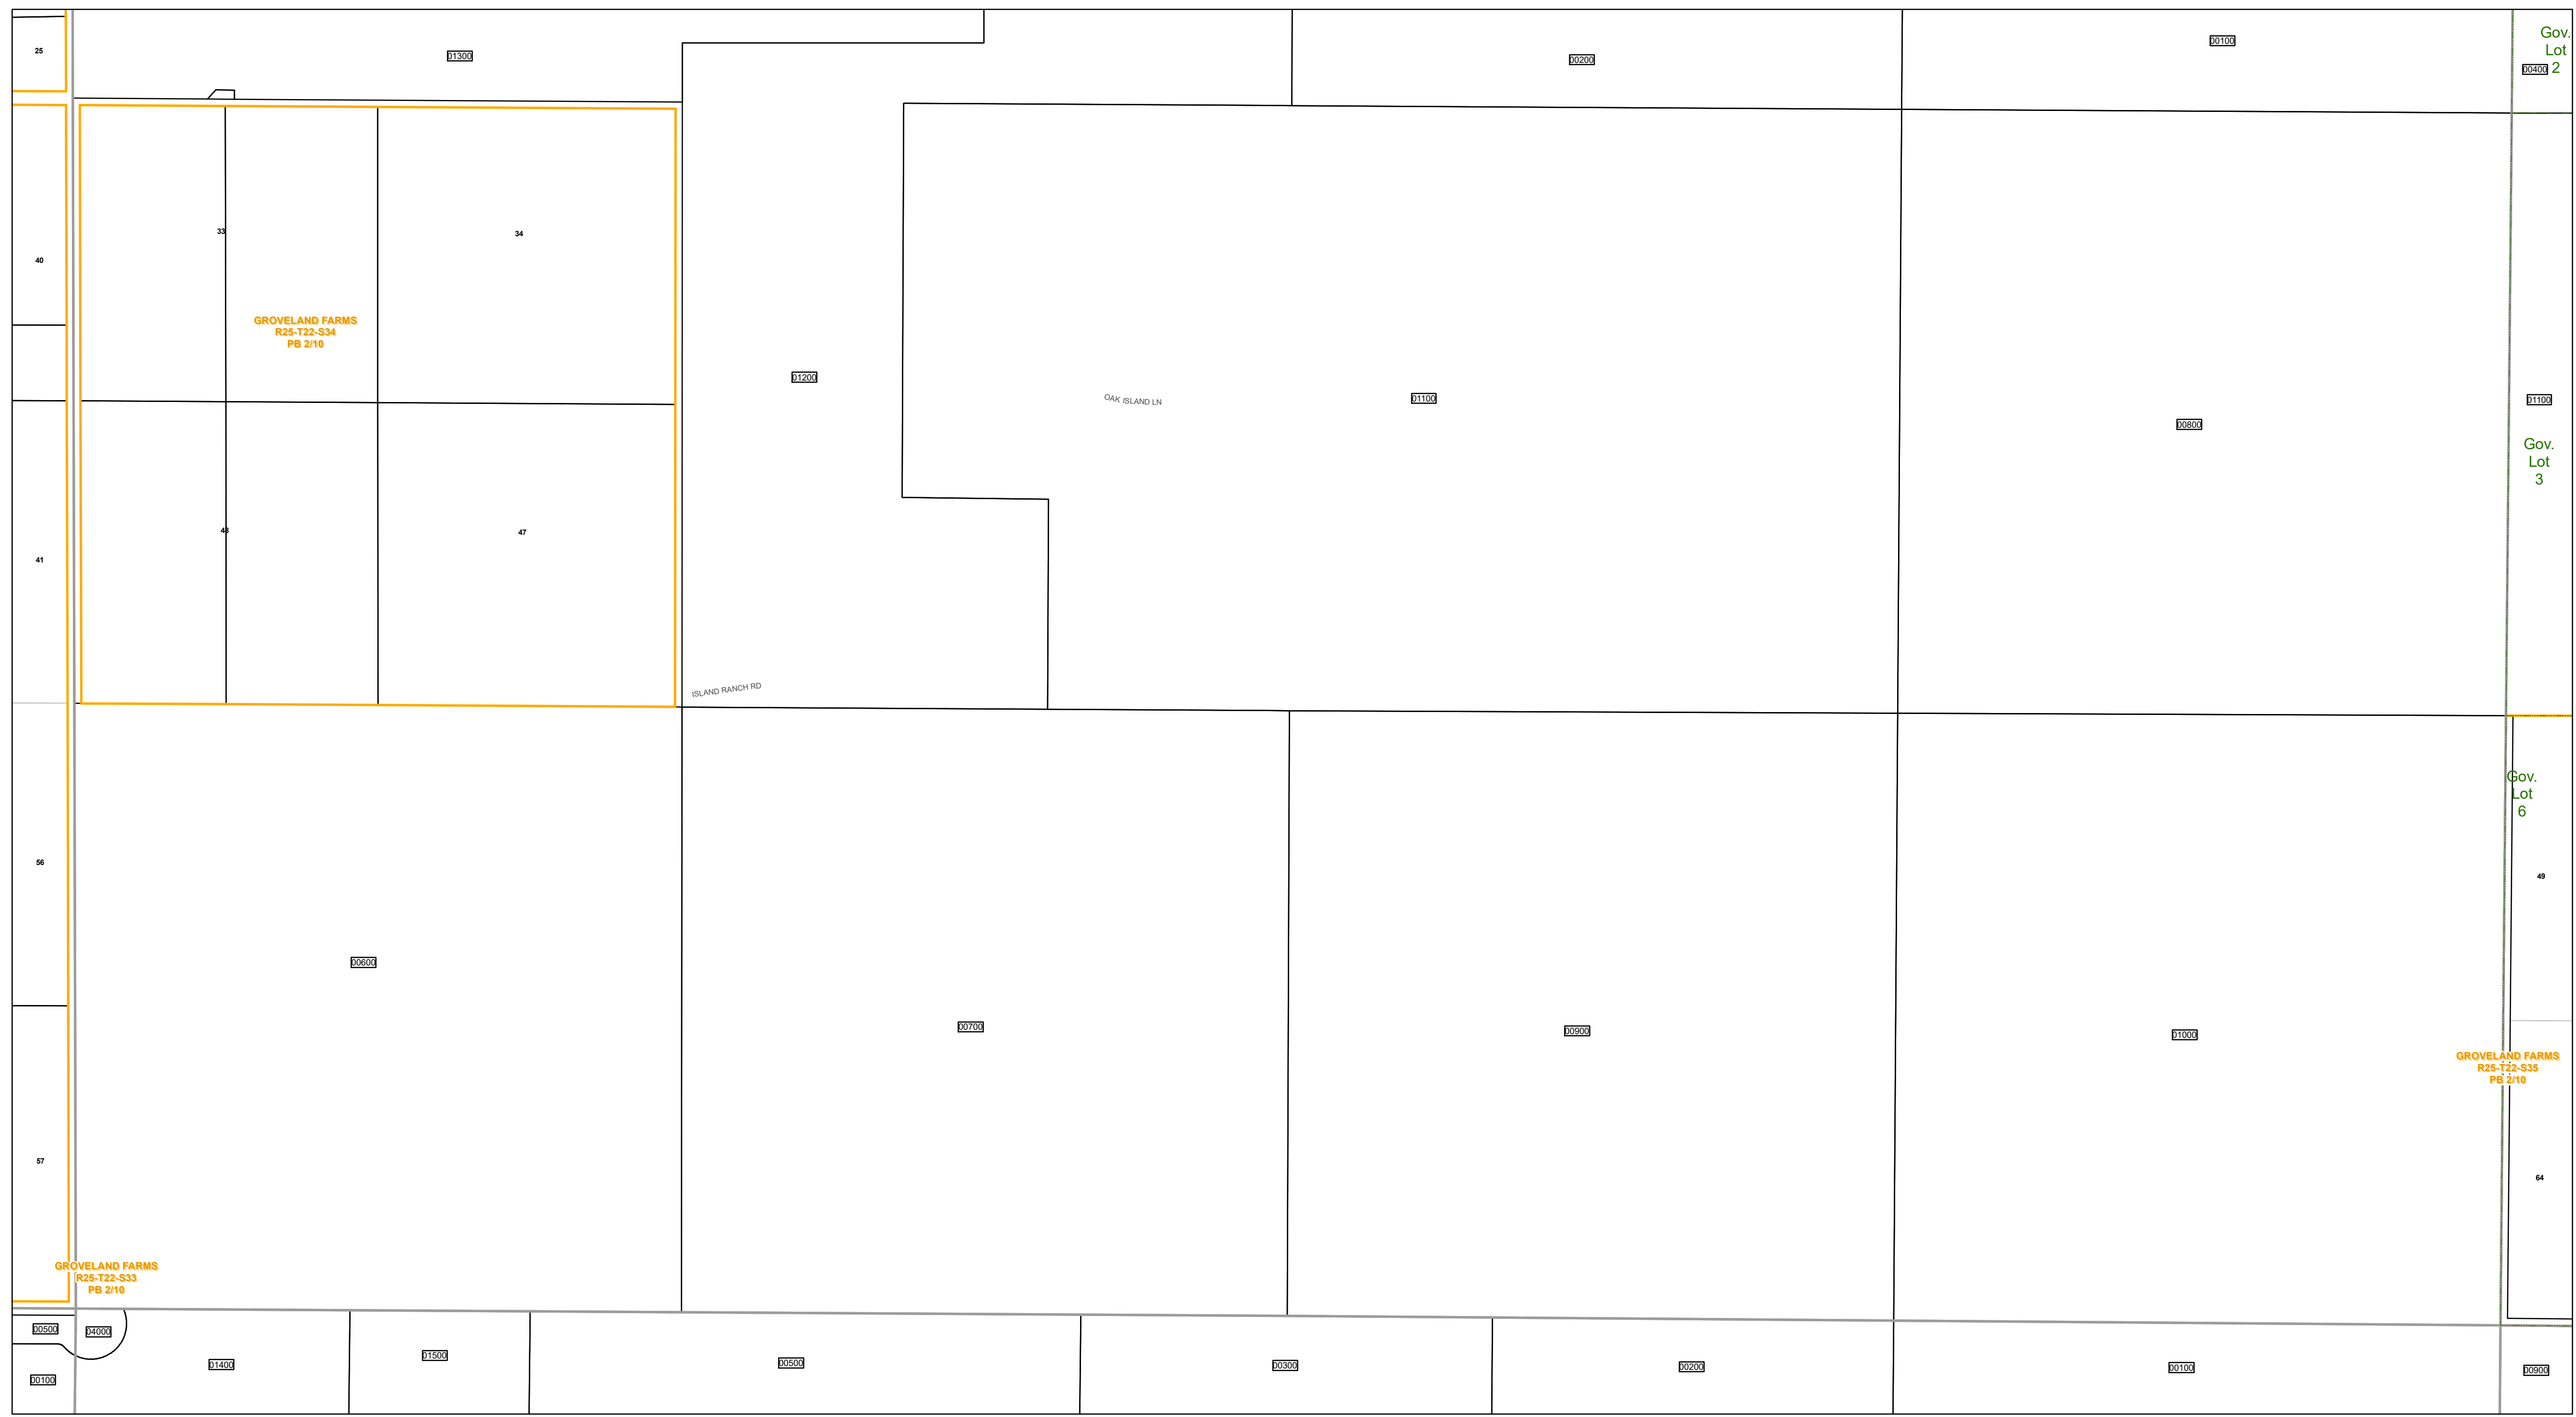 25
01300
00200
00100
Gov.
Lot
2
00400
33
34
40
GROVELAND FARMS
R25-T22-S34
PB 2/10
01200
OAK ISLAND LN
01100
00800
01100
Gov.
Lot
3
48
47
41
ISLAND RANCH RD
Gov.
Lot
6
56
49
00600
00700
00900
01000
GROVELAND FARMS
R25-T22-S35
PB 2/10
57
64
GROVELAND FARMS
R25-T22-S33
PB 2/10
00500
04000
01400
01500
00500
00300
00200
00100
00900
00100